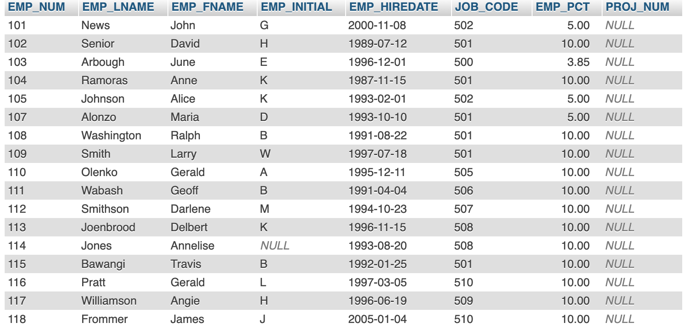 EMP_NUM EMP_LNAME EMP_FNAME EMP_INITIAL EMP_HIREDATE JOB_CODE EMP_PCT PROJ_NUM
101 News John G 2000-11-08 502 5.00 NULL
102 Senior David H 1989-07-12 501 10.00 NULL
103 Arbough June E 1996-12-01 500 3.85 NULL
104 Ramoras Anne K 1987-11-15 501 10.00 NULL
105 Johnson Alice K 1993-02-01 502 5.00 NULL
107 Alonzo Maria D 1993-10-10 501 5.00 NULL
108 Washington Ralph B 1991-08-22 501 10.00 NULL
109 Smith Larry W 1997-07-18 501 10.00 NULL
110 Olenko Gerald A 1995-12-11 505 10.00 NULL
111 Wabash Geoff B 1991-04-04 506 10.00 NULL
112 Smithson Darlene M 1994-10-23 507 10.00 NULL
113 Joenbrood Delbert K 1996-11-15 508 10.00 NULL
114 Jones Annelise NULL 1993-08-20 508 10.00 NULL
115 Bawangi Travis B 1992-01-25 501 10.00 NULL
116 Pratt Gerald L 1997-03-05 510 10.00 NULL
117 Williamson Angie H 1996-06-19 509 10.00 NULL
118 Frommer James J 2005-01-04 510 10.00 NULL